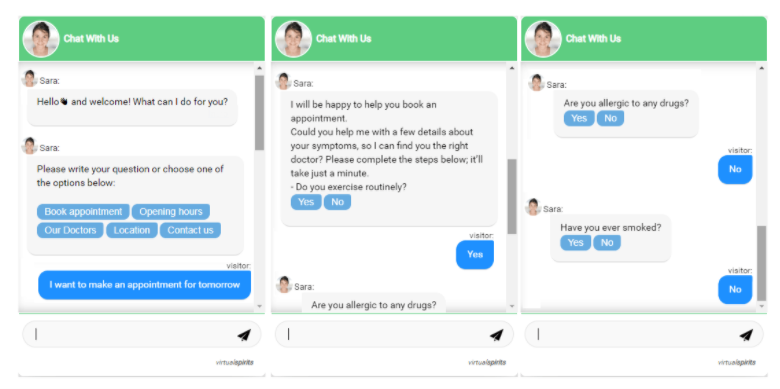 Chat With Us
Sara:
Hello👋 and welcome! What can I do for you?
Sara:
Please write your question or choose one of
the options below:
Book appointment Opening hours
Our Doctors Location Contact us
visitor:
I want to make an appointment for tomorrow
virtualspirits
Chat With Us
Sara:
I will be happy to help you book an
appointment.
Could you help me with a few details about
your symptoms, so I can find you the right
doctor? Please complete the steps below; it'll
take just a minute.
- Do you exercise routinely?
Yes No
visitor:
Yes
Sara:
Are you allergic to any drugs?
virtualspirits
Chat With Us
Sara:
Are you allergic to any drugs?
Yes No
visitor:
No
Sara:
Have you ever smoked?
Yes No
visitor:
No
virtualspirits